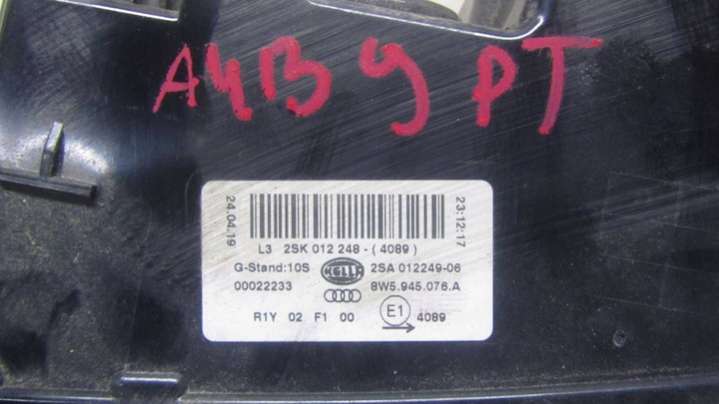 A4B9 PT
24.04.19
23:12:17
L3 2SK 012 248 - ( 4089 )
G-Stand:10S HELLA 2SA 012249-06
00022233 8W5.945.076.A
R1Y 02 F1 00 E1 4089